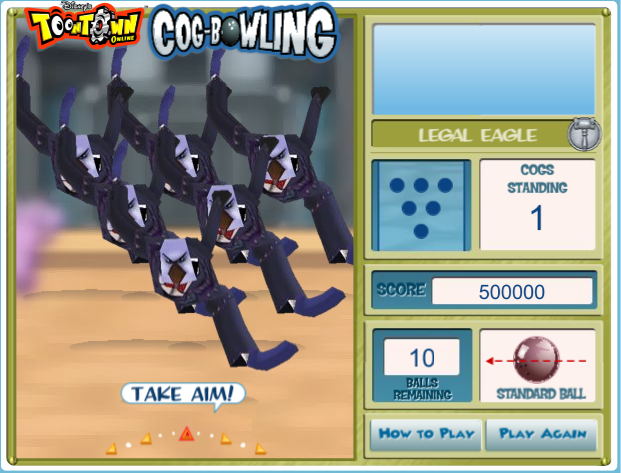 Disney's
TOONTOWN
ONLINE
COG-BOWLING
LEGAL EAGLE
COGS
STANDING
1
SCORE 500000
10
BALLS
REMAINING
STANDARD BALL
TAKE AIM!
HOW TO PLAY
PLAY AGAIN